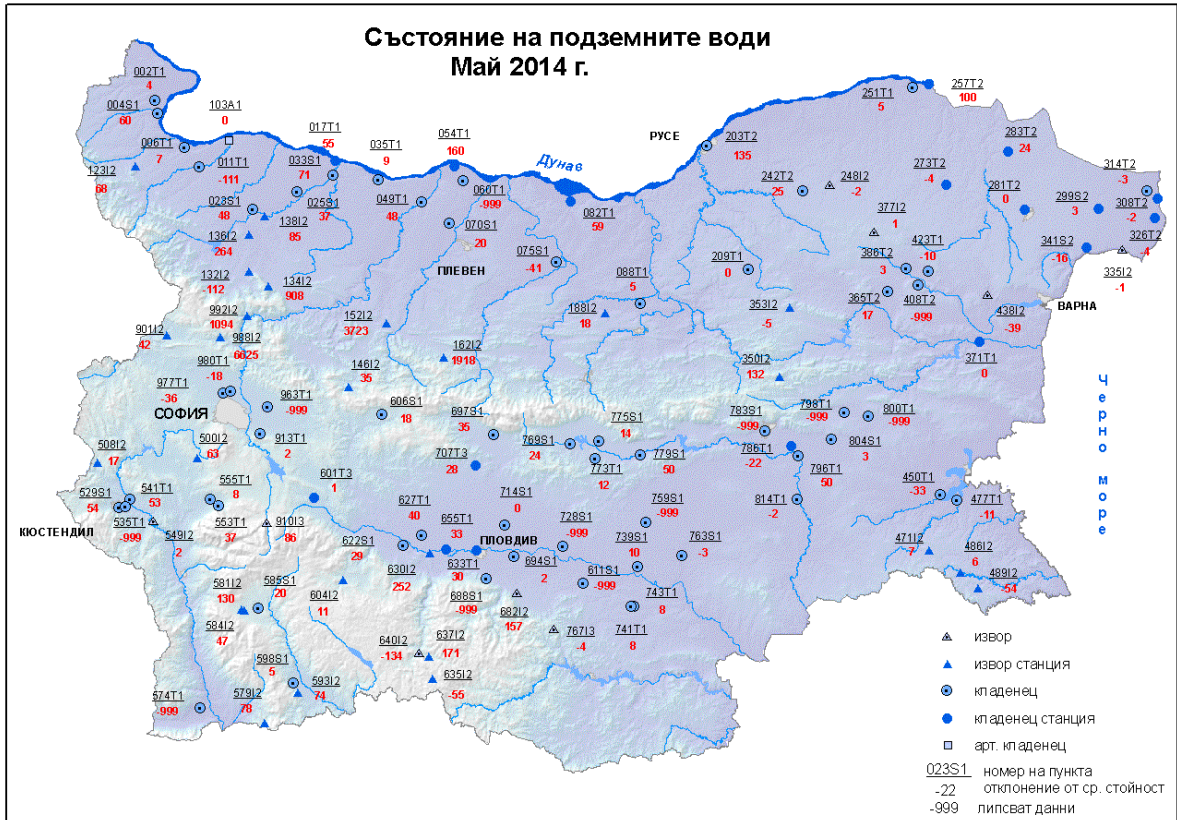 Състояние на подземните води
Май 2014 г.
002T1
4
004S1
60
103A1
0
006T1
7
017T1
55
011T1
-111
033S1
71
035T1
9
054T1
160
Дунав
РУСЕ
203T2
135
251T1
5
257T2
100
283T2
24
123I2
68
023S1
48
025S1
37
138I2
85
049T1
48
060T1
-999
070S1
20
082T1
59
242T2
25
248I2
-2
273T2
-4
281T2
0
299S2
3
314T2
-3
308T2
-2
326T2
-4
136I2
264
377I2
1
341S2
-16
335I2
-1
132I2
-112
134I2
908
ПЛЕВЕН
075S1
-41
088T1
5
209T1
0
386T2
3
423T1
-10
365T2
17
408T2
-999
438I2
-39
ВАРНА
992I2
1094
988I2
6625
901I2
42
152I2
3723
188I2
18
353I2
-5
371T1
0
162I2
1918
146I2
35
350I2
132
980T1
-18
977T1
-36
СОФИЯ
963T1
-999
606S1
18
697S1
35
775S1
14
783S1
999
798T1
-999
800T1
-999
Черно море
508I2
17
500I2
63
913T1
2
769S1
24
773T1
12
779S1
50
786T1
-22
796T1
50
804S1
3
707T3
28
601T3
1
529S1
54
541T1
53
555T1
8
КЮСТЕНДИЛ
535T1
-999
549I2
2
553T1
37
910I3
86
627T1
40
655T1
33
714S1
0
ПЛОВДИВ
728S1
-999
759S1
-999
739S1
10
763S1
-3
814T1
-2
450T1
-33
477T1
-11
622S1
29
630I2
252
633T1
30
694S1
2
611S1
-999
471I2
7
486I2
6
489I2
-54
581I2
130
585S1
20
604I2
11
688S1
-999
682I2
157
743T1
8
741T1
8
584I2
47
640I2
-134
637I2
171
767I3
-4
598S1
5
593I2
74
635I2
-55
574T1
-999
579I2
78
извор
извор станция
кладенец
кладенец станция
арт. кладенец
023S1 номер на пункта
-22 отклонение от ср. стойност
-999 липсват данни